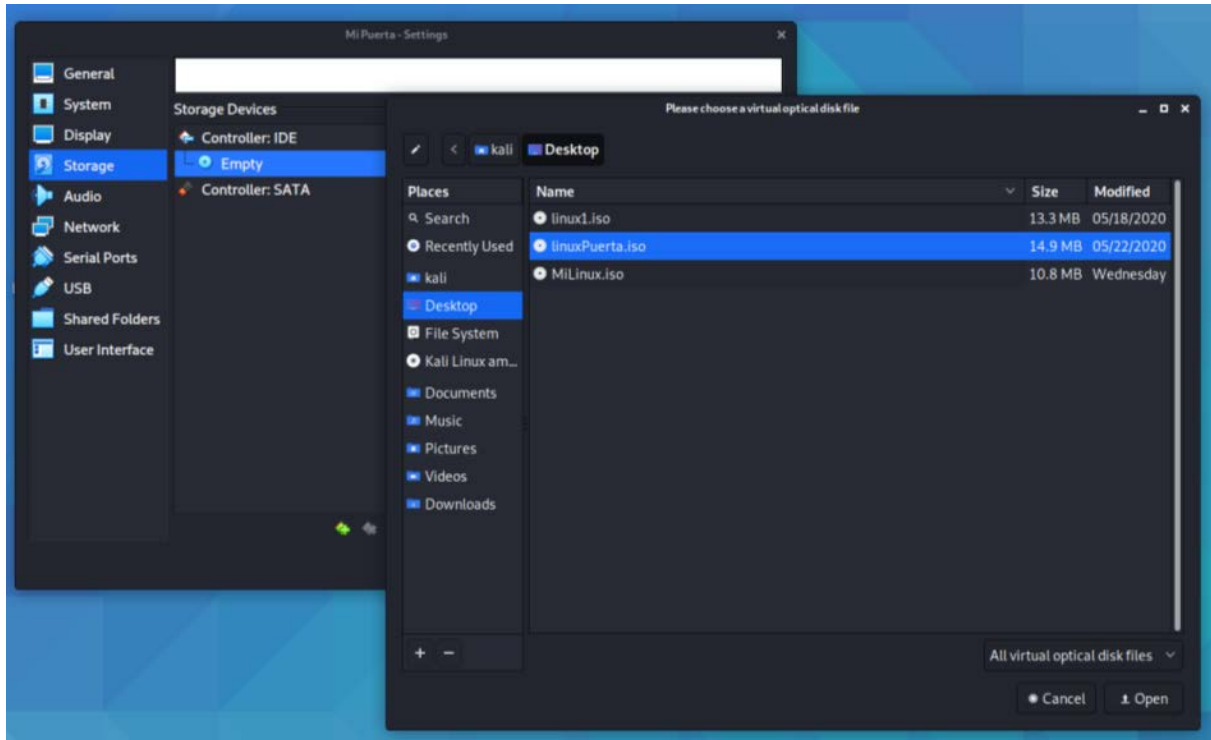 Mi Puerta - Settings
General
System
Display
Storage
Audio
Network
Serial Ports
USB
Shared Folders
User Interface
Storage Devices
Controller: IDE
Empty
Controller: SATA
Please choose a virtual optical disk file
kali
Desktop
Places
Search
Recently Used
kali
Desktop
File System
Kali Linux am...
Documents
Music
Pictures
Videos
Downloads
Name Size Modified
linux1.iso 13.3 MB 05/18/2020
linuxPuerta.iso 14.9 MB 05/22/2020
MiLinux.iso 10.8 MB Wednesday
All virtual optical disk files
Cancel
Open